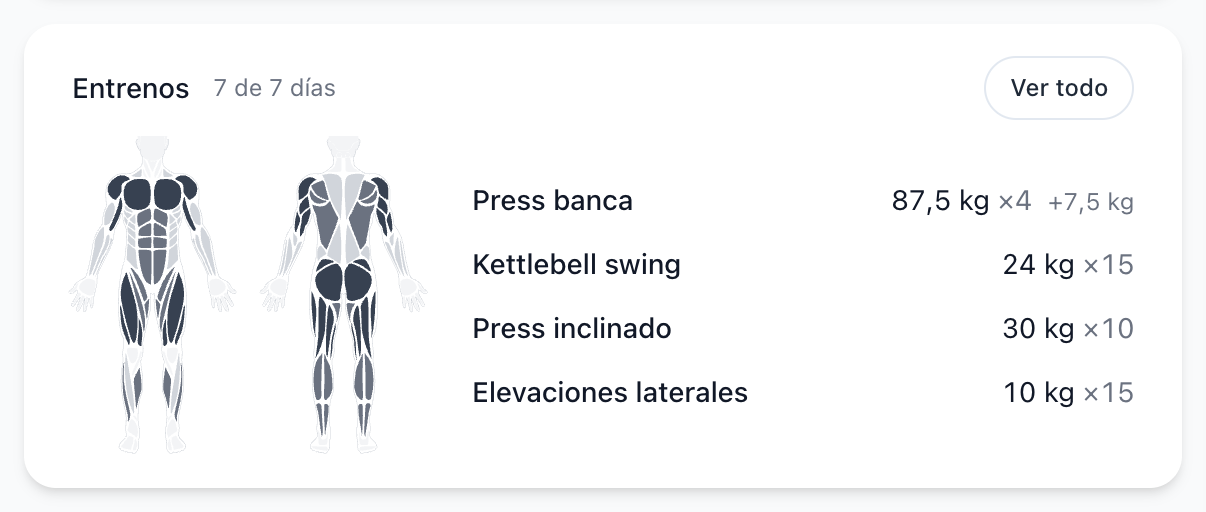 Entrenos 7 de 7 días Ver todo
Press banca 87,5 kg ×4 +7,5 kg
Kettlebell swing 24 kg ×15
Press inclinado 30 kg ×10
Elevaciones laterales 10 kg ×15